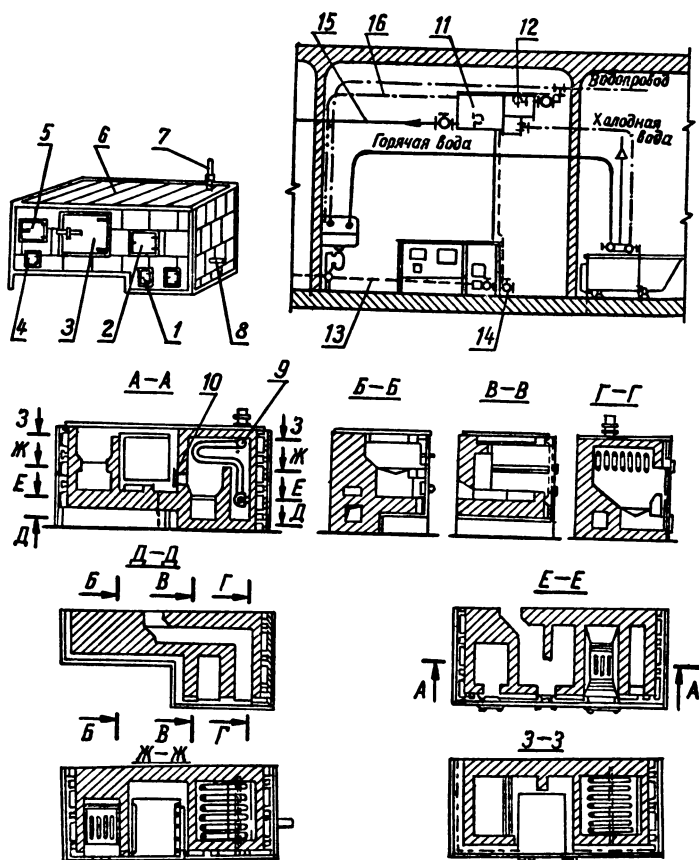 15 16 11 12
Водопровод
Холодная вода
Горячая вода
7
5 6
4 3 2 1 8
13 14
А–А
10 9
З З
Ж Ж
Е Е
Д Д
Б–Б
В–В
Г–Г
Д–Д
Б В Г
Б В Г
Е–Е
А А
Ж–Ж
З–З